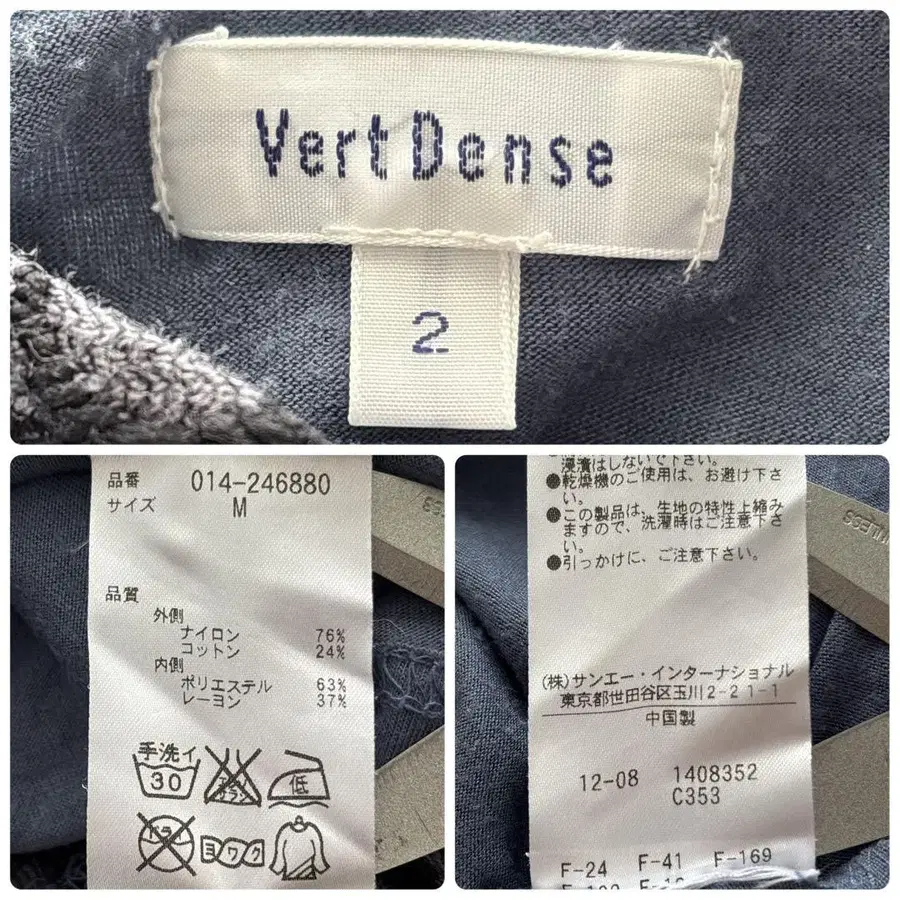 Vert Dense
2
品番 014-246880
サイズ M
品質
外側
ナイロン 76%
コットン 24%
内側
ポリエステル 63%
レーヨン 37%
手洗イ
30
低
ドライ
ヨワク
浸漬はしないで下さい。
●乾燥機のご使用は、お避け下さ
い。
●この製品は、生地の特性上縮み
ますので、洗濯時はご注意下さ
い。
●引っかけに、ご注意下さい。
(株)サンエー・インターナショナル
東京都世田谷区玉川2-21-1
中国製
12-08 1408352
C353
F-24 F-41 F-169